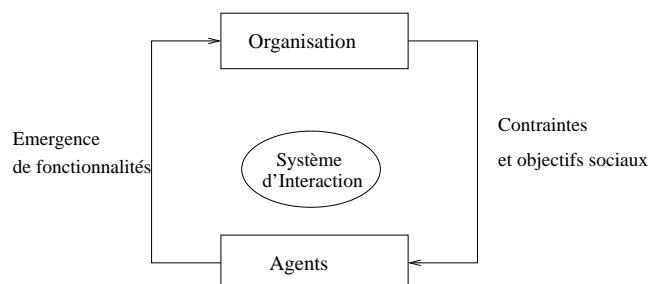 Organisation
Emergence
de fonctionnalités
Système
d'Interaction
Contraintes
et objectifs sociaux
Agents